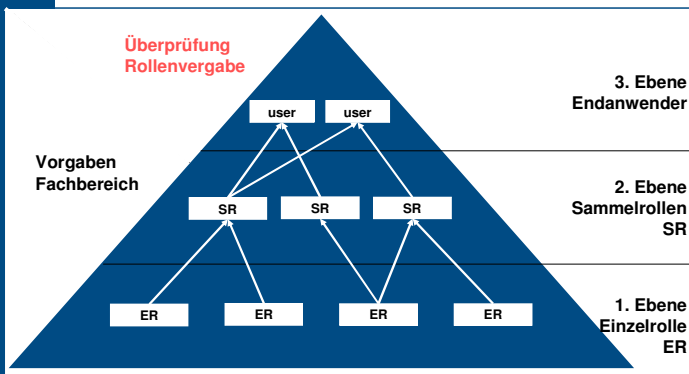 Überprüfung
Rollenvergabe
3. Ebene
Endanwender
user
user
Vorgaben
Fachbereich
2. Ebene
Sammelrollen
SR
SR
SR
SR
1. Ebene
Einzelrolle
ER
ER
ER
ER
ER